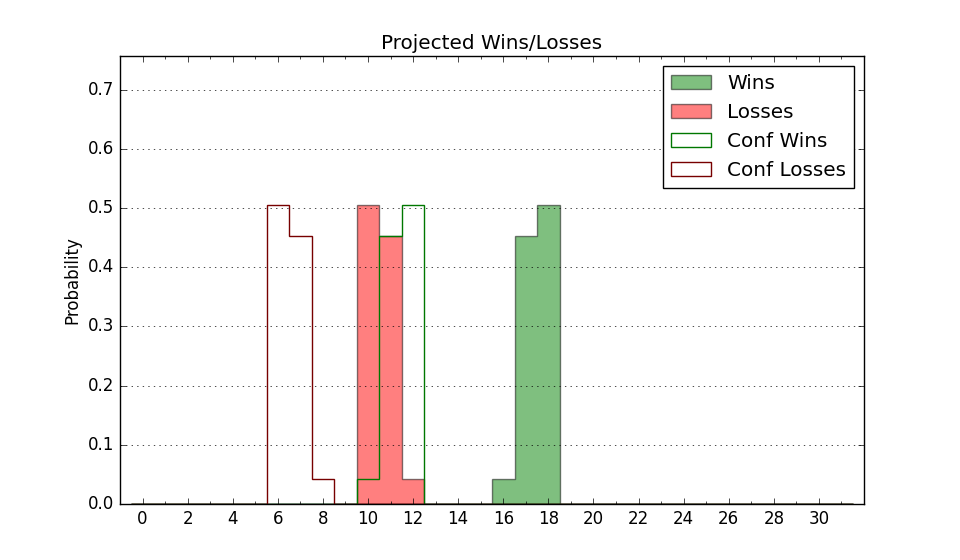 Projected Wins/Losses
Wins
Losses
Conf Wins
Conf Losses
Probability
0.7
0.6
0.5
0.4
0.3
0.2
0.1
0.0
0 2 4 6 8 10 12 14 16 18 20 22 24 26 28 30